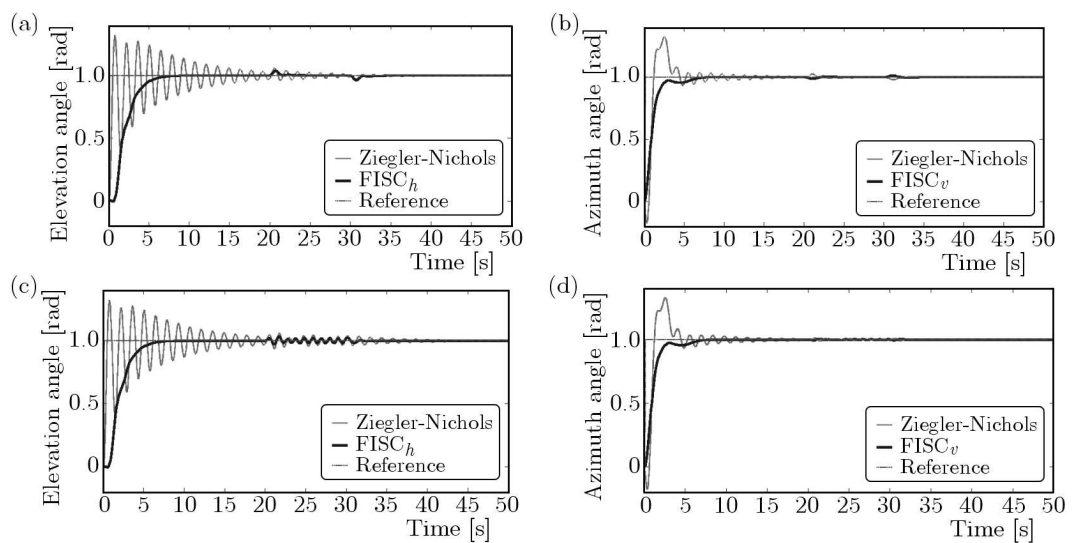 (a)
Elevation angle [rad]
1.0
0.5
0
Ziegler-Nichols
FISCh
Reference
0 5 10 15 20 25 30 35 40 45 50
Time [s]
(b)
Azimuth angle [rad]
1.0
0.5
0
Ziegler-Nichols
FISCv
Reference
0 5 10 15 20 25 30 35 40 45 50
Time [s]
(c)
Elevation angle [rad]
1.0
0.5
0
Ziegler-Nichols
FISCh
Reference
0 5 10 15 20 25 30 35 40 45 50
Time [s]
(d)
Azimuth angle [rad]
1.0
0.5
0
Ziegler-Nichols
FISCv
Reference
0 5 10 15 20 25 30 35 40 45 50
Time [s]